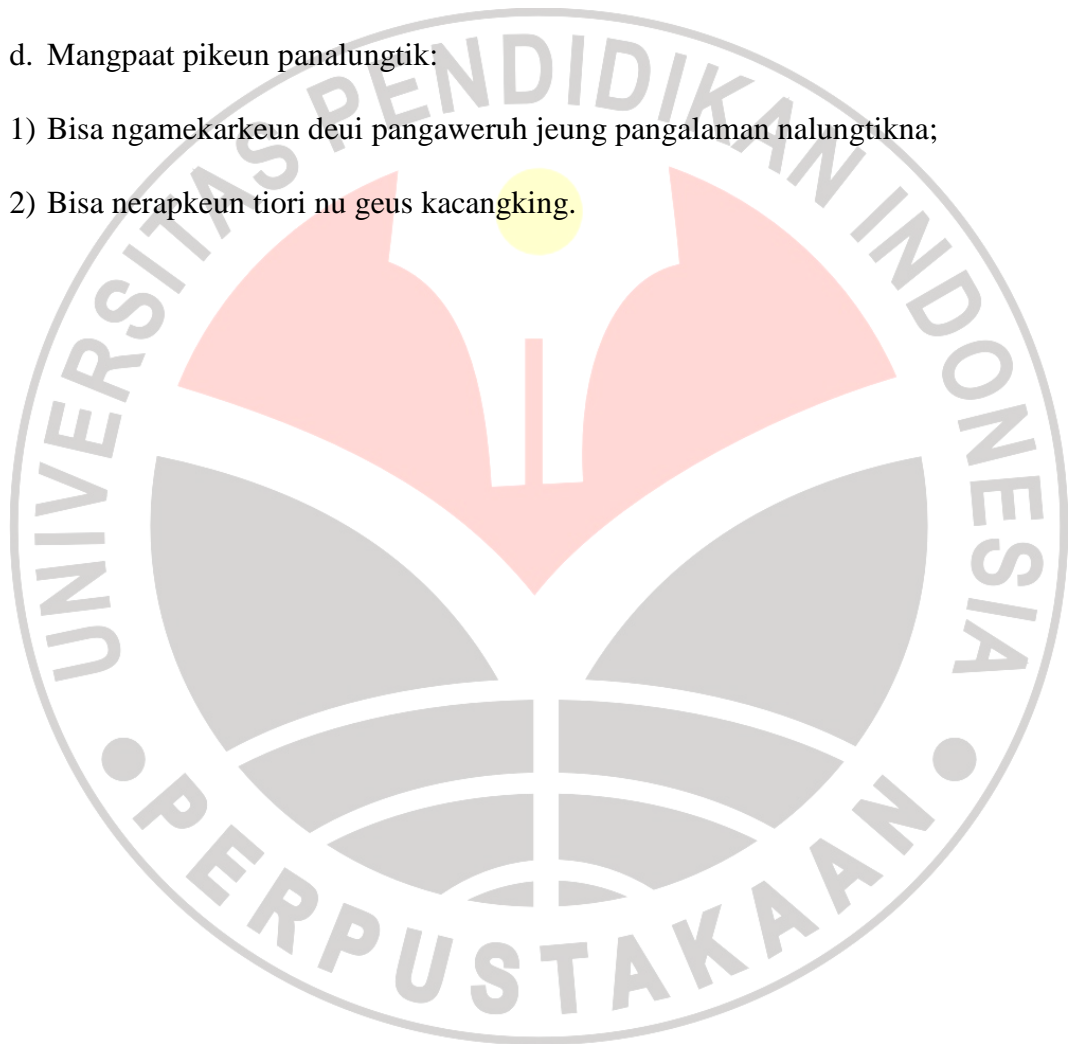 d. Mangpaat pikeun panalungtik:
1) Bisa ngamekarkeun deui pangaweruh jeung pangalaman nalungtikna;
2) Bisa nerapkeun tiori nu geus kacangking.
UNIVERSITAS PENDIDIKAN INDONESIA
PERPUSTAKAAN